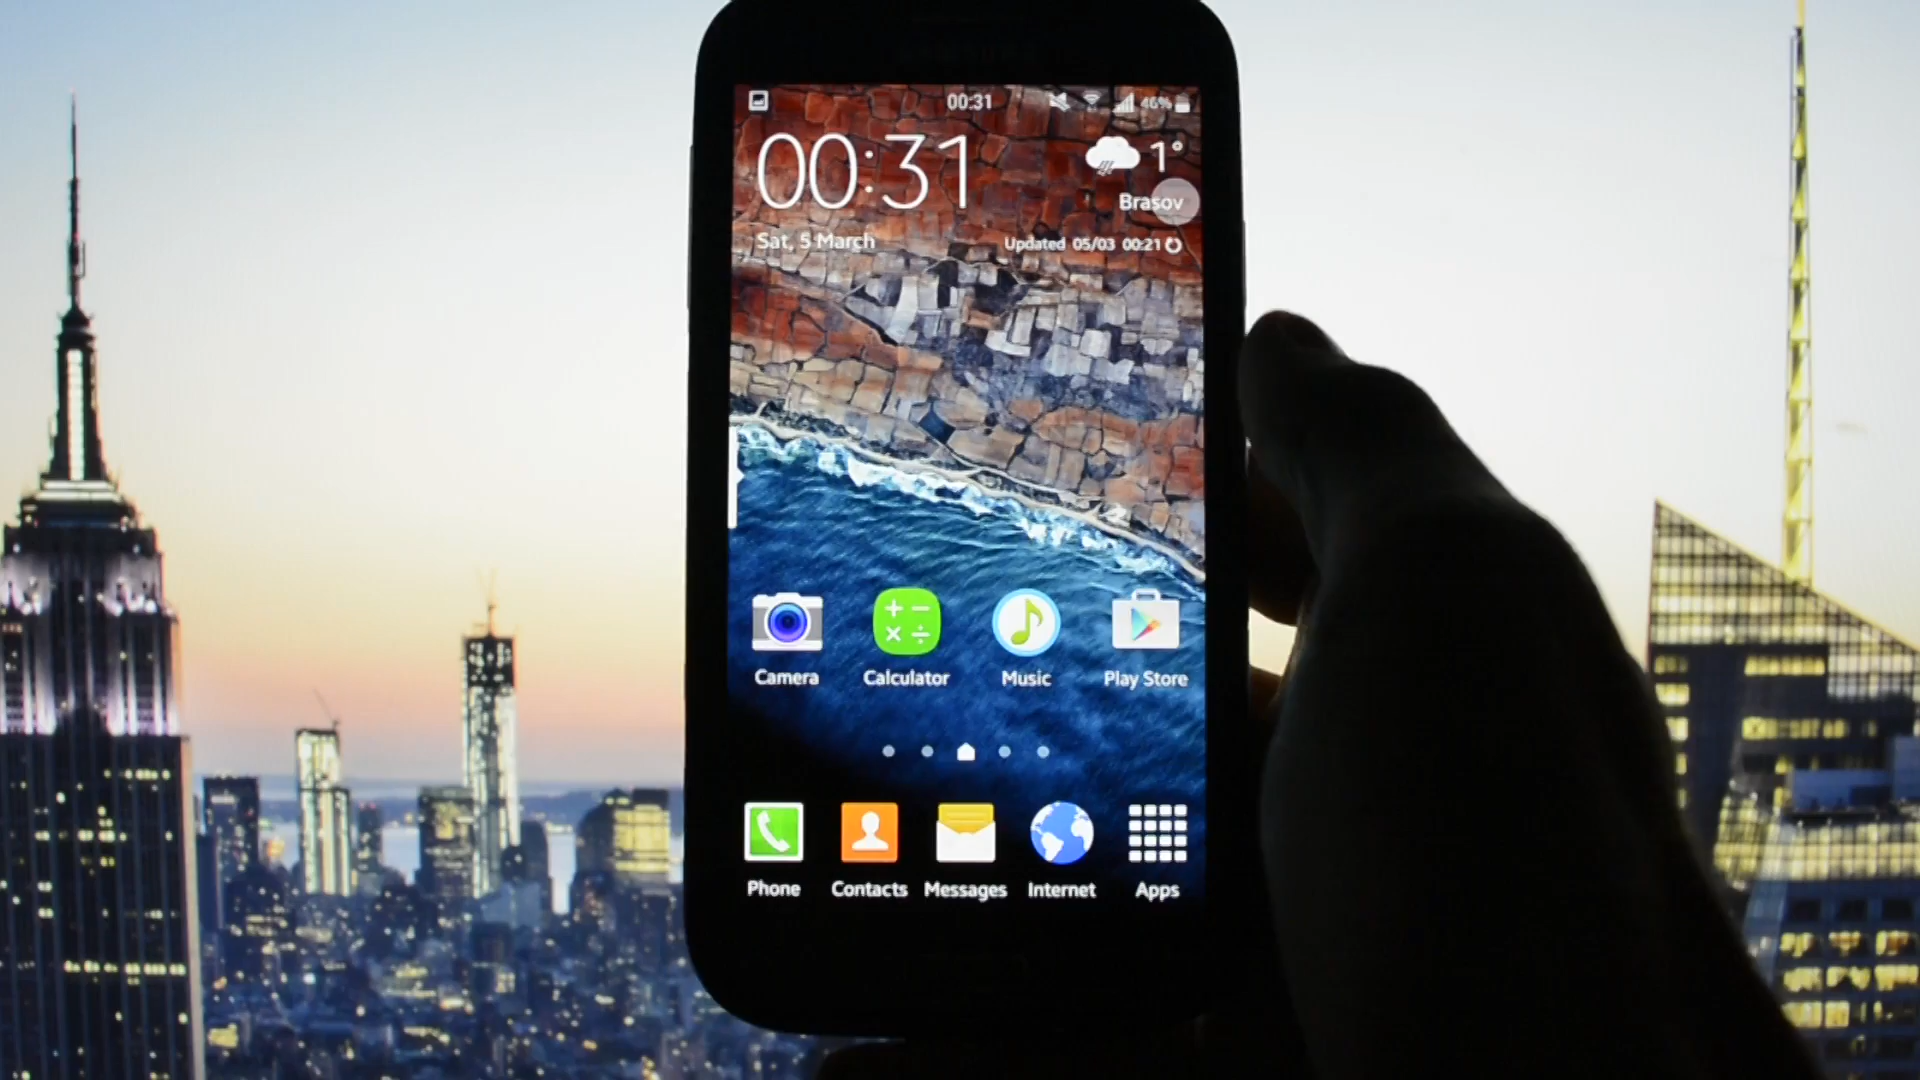 00:31 46%
00:31 1°
Brasov
Sat, 5 March Updated 05/03 00:21
Camera Calculator Music Play Store
Phone Contacts Messages Internet Apps